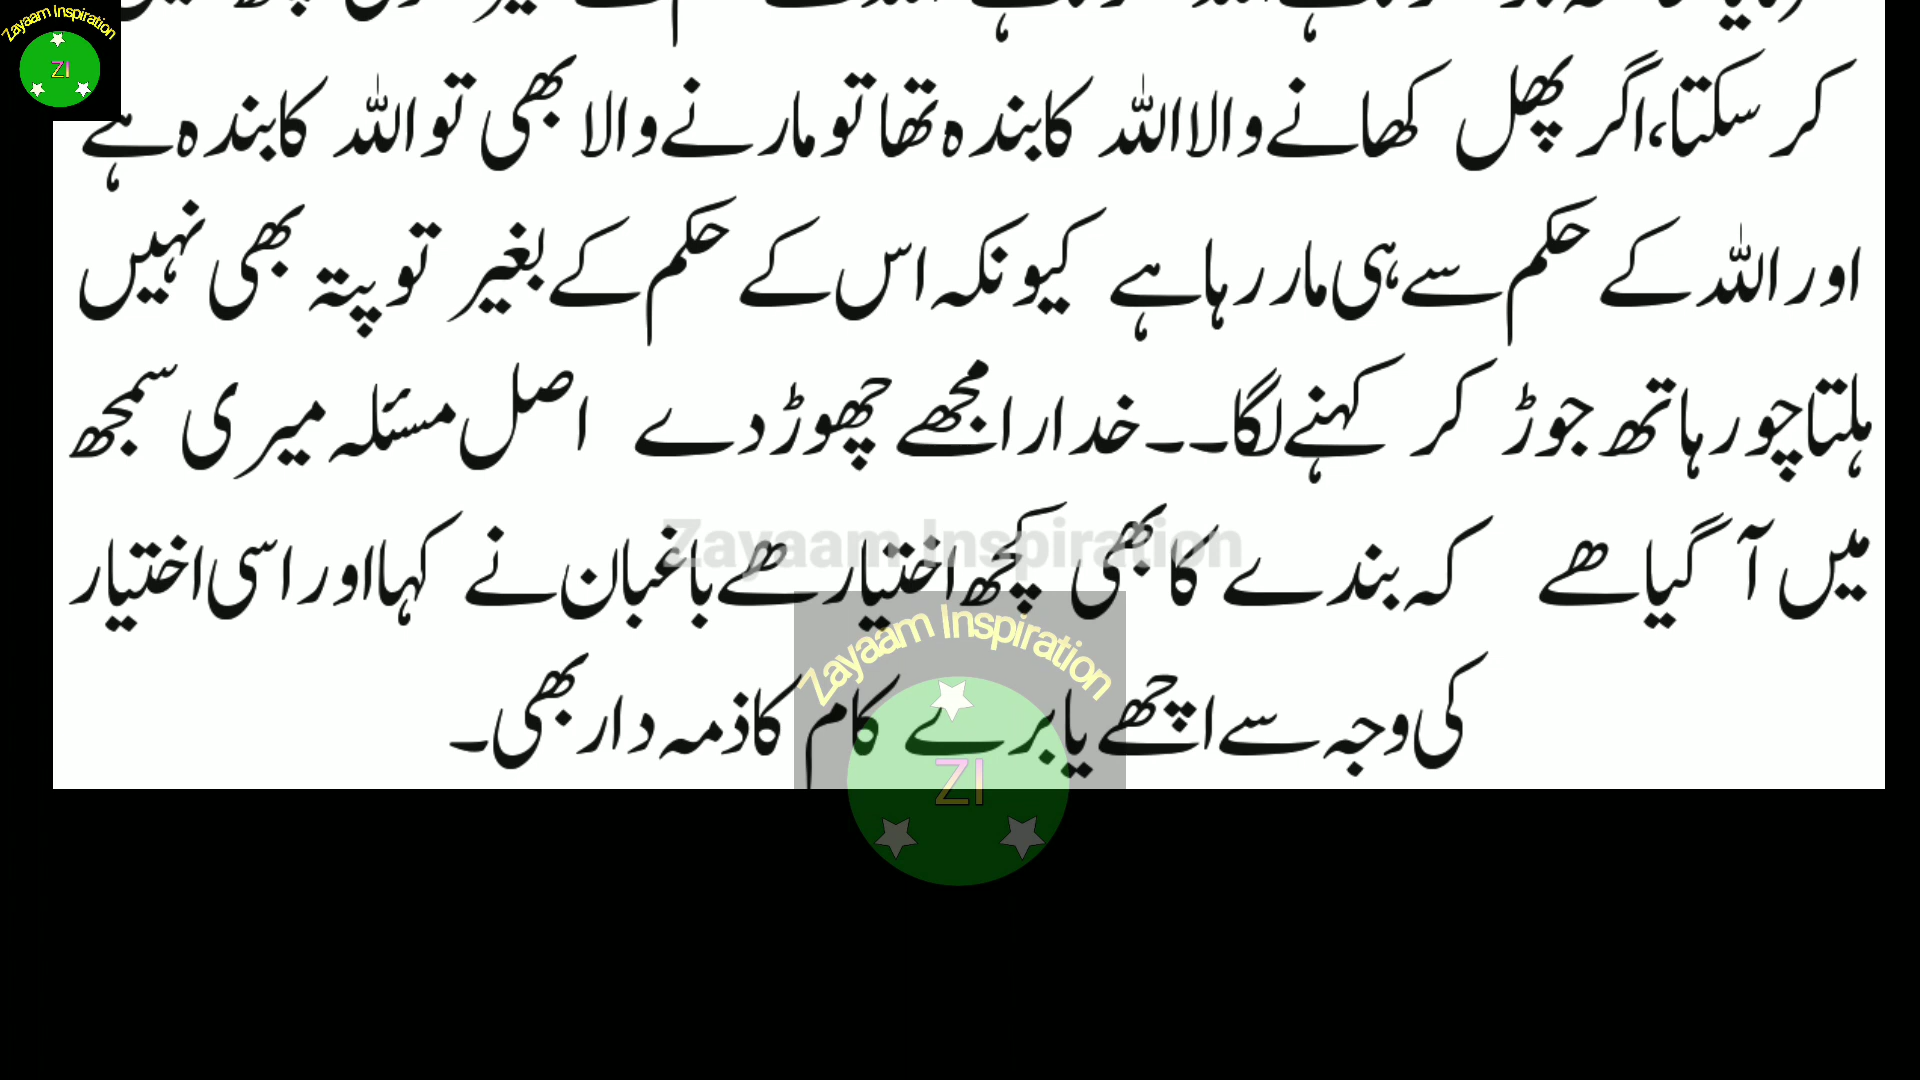 Zayaam Inspiration
ZI
کر سکتا،اگر پھل کھانے والا اللہ کا بندہ تھا تو مارنے والا بھی تو اللہ کا بندہ ہے
اور اللہ کے حکم سے ہی مار رہا ہے کیونکہ اس کے حکم کے بغیر تو پتہ بھی نہیں
ہلتا چور ہاتھ جوڑ کر کہنے لگا۔۔خدارا مجھے چھوڑ دے اصل مسئلہ میری سمجھ
میں آ گیا ھے کہ بندے کا بھی کچھ اختیار ھے باغبان نے کہا اور اسی اختیار
کی وجہ سے اچھے یا برے کام کا ذمہ دار بھی۔
Zayaam Inspiration
Zayaam Inspiration
ZI